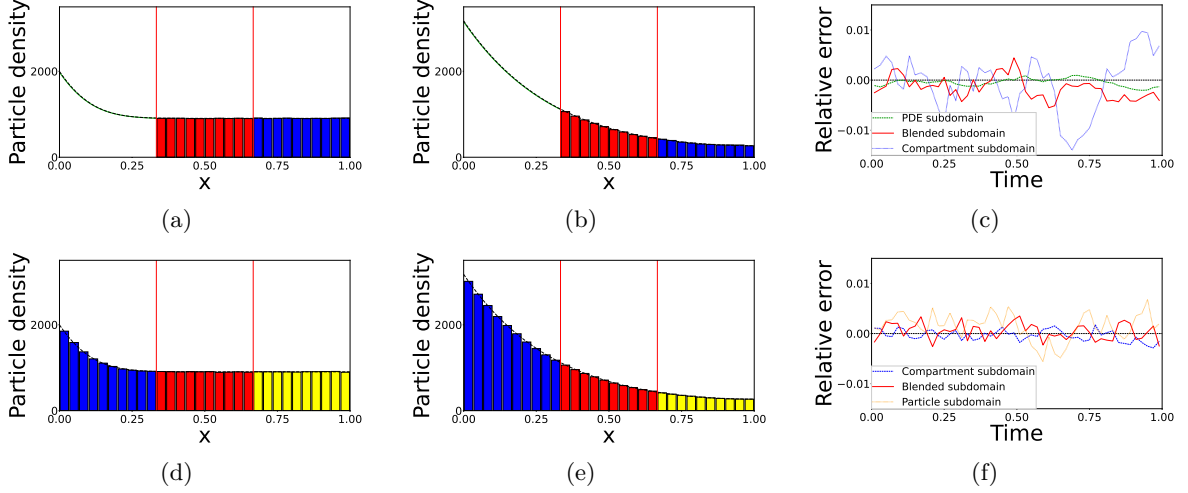 Particle density
2000
0
0.00 0.25 0.50 0.75 1.00
x
(a)
Particle density
2000
0
0.00 0.25 0.50 0.75 1.00
x
(b)
Relative error
0.01
0.00
−0.01
PDE subdomain
Blended subdomain
Compartment subdomain
0.00 0.25 0.50 0.75 1.00
Time
(c)
Particle density
2000
0
0.00 0.25 0.50 0.75 1.00
x
(d)
Particle density
2000
0
0.00 0.25 0.50 0.75 1.00
x
(e)
Relative error
0.01
0.00
−0.01
Compartment subdomain
Blended subdomain
Particle subdomain
0.00 0.25 0.50 0.75 1.00
Time
(f)